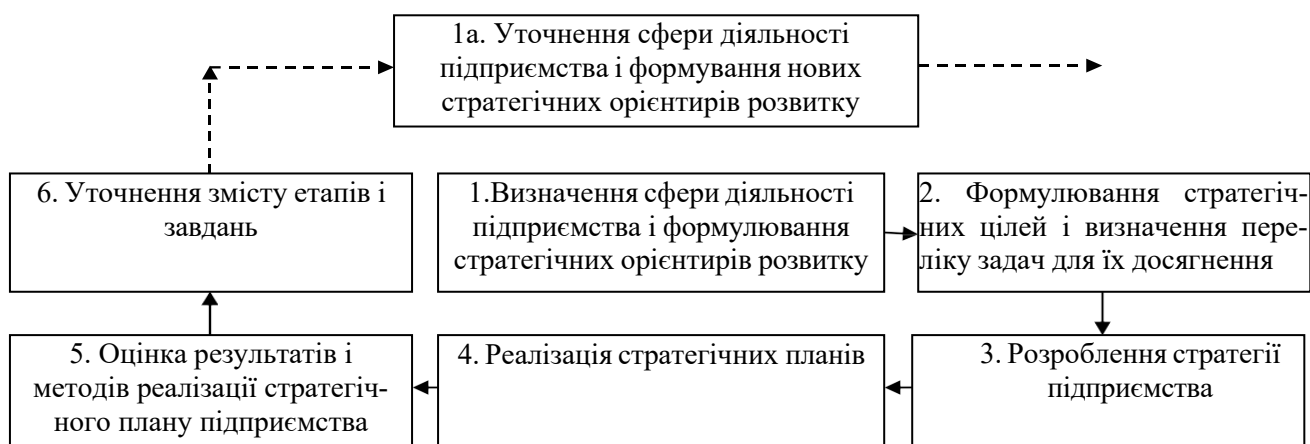 1а. Уточнення сфери діяльності
підприємства і формування нових
стратегічних орієнтирів розвитку
6. Уточнення змісту етапів і
завдань
1.Визначення сфери діяльності
підприємства і формулювання
стратегічних орієнтирів розвитку
2. Формулювання стратегіч-
них цілей і визначення пере-
ліку задач для їх досягнення
5. Оцінка результатів і
методів реалізації стратегіч-
ного плану підприємства
4. Реалізація стратегічних планів
3. Розроблення стратегії
підприємства